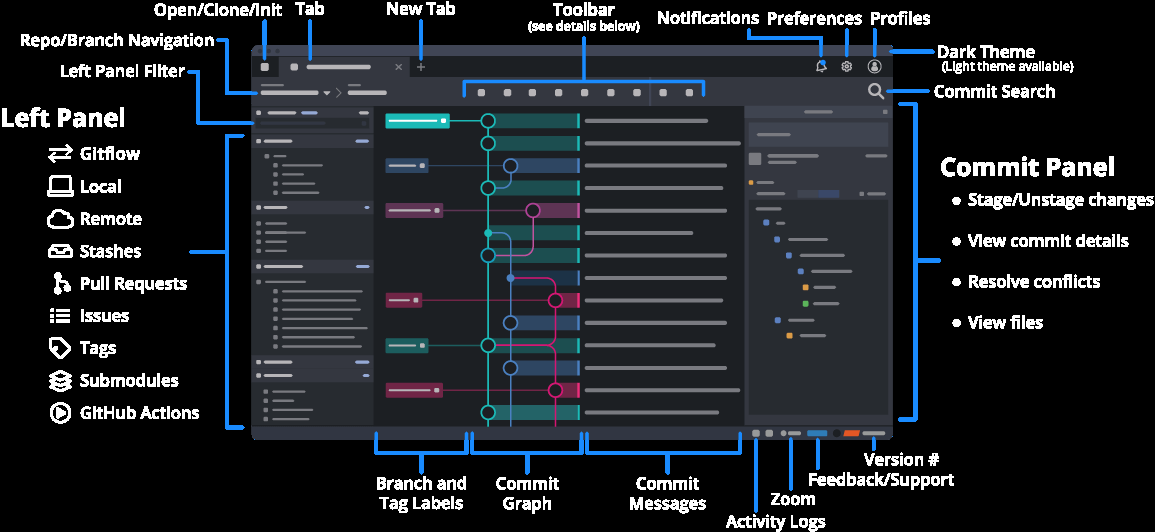 Open/Clone/Init
Tab
New Tab
Toolbar
(see details below)
Notifications
Preferences
Profiles
Repo/Branch Navigation
Dark Theme
(Light theme available)
Left Panel Filter
Commit Search
Left Panel
Gitflow
Local
Remote
Stashes
Pull Requests
Issues
Tags
Submodules
GitHub Actions
Commit Panel
Stage/Unstage changes
View commit details
Resolve conflicts
View files
Branch and
Tag Labels
Commit
Graph
Commit
Messages
Version #
Feedback/Support
Zoom
Activity Logs